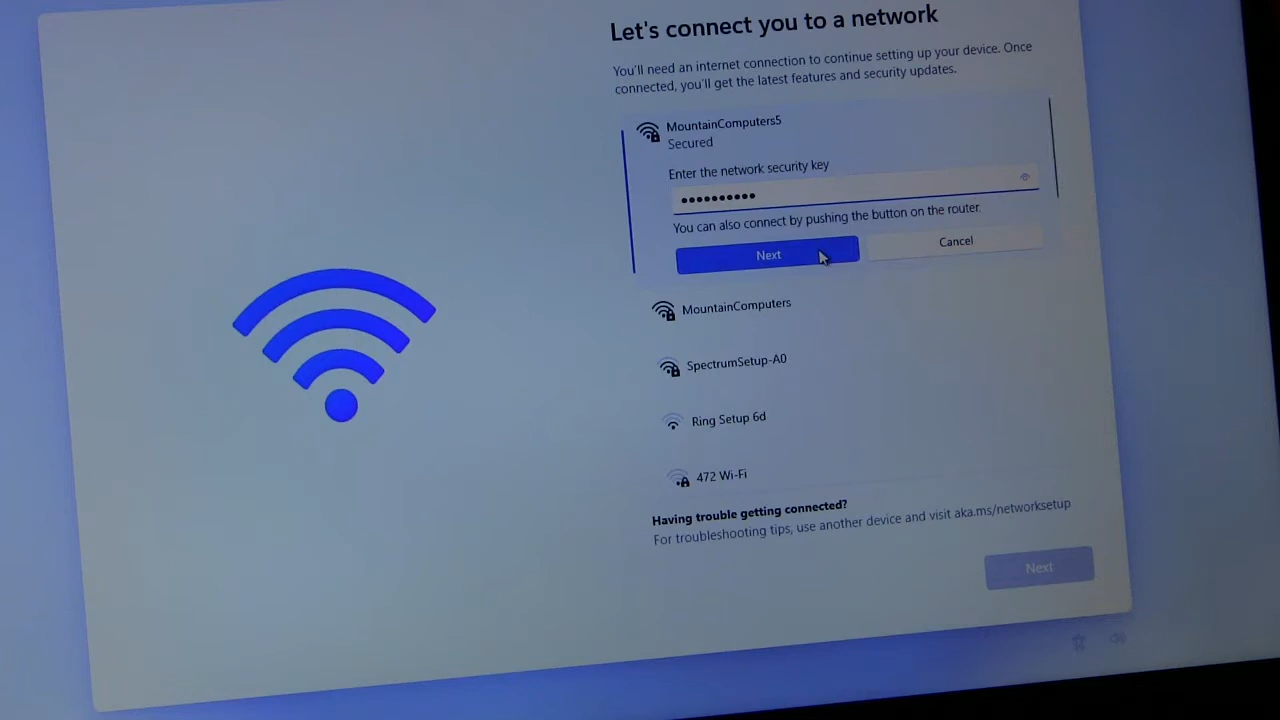 Let's connect you to a network
You'll need an internet connection to continue setting up your device. Once
connected, you'll get the latest features and security updates.
MountainComputers5
Secured
Enter the network security key
••••••••••
You can also connect by pushing the button on the router.
Next
Cancel
MountainComputers
SpectrumSetup-A0
Ring Setup 6d
472 Wi-Fi
Having trouble getting connected?
For troubleshooting tips, use another device and visit aka.ms/networksetup
Next